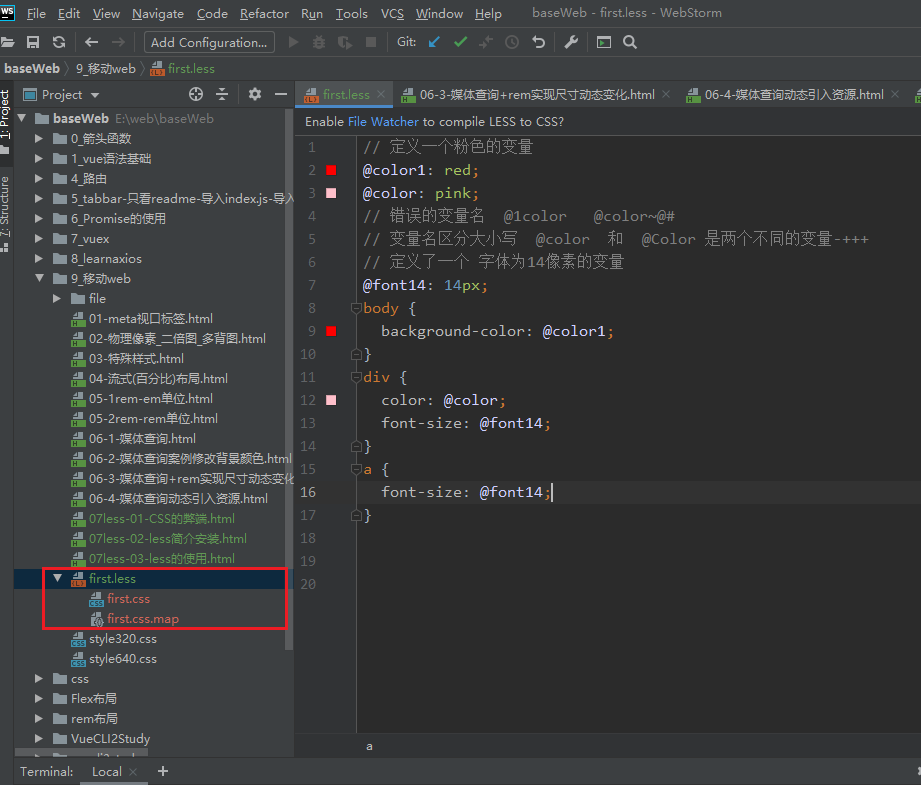 WS File Edit View Navigate Code Refactor Run Tools VCS Window Help baseWeb - first.less - WebStorm
Add Configuration... Git:
baseWeb 9_移动web first.less
1: Project
7: Structure
Project
baseWeb E:\web\baseWeb
0_箭头函数
1_vue语法基础
4_路由
5_tabbar-只看readme-导入index.js-导入
6_Promise的使用
7_vuex
8_learnaxios
9_移动web
file
01-meta视口标签.html
02-物理像素_二倍图_多背图.html
03-特殊样式.html
04-流式(百分比)布局.html
05-1rem-em单位.html
05-2rem-rem单位.html
06-1-媒体查询.html
06-2-媒体查询案例修改背景颜色.html
06-3-媒体查询+rem实现尺寸动态变化
06-4-媒体查询动态引入资源.html
07less-01-CSS的弊端.html
07less-02-less简介安装.html
07less-03-less的使用.html
first.less
first.css
first.css.map
style320.css
style640.css
css
Flex布局
rem布局
VueCLI2Study
first.less 06-3-媒体查询+rem实现尺寸动态变化.html 06-4-媒体查询动态引入资源.html
Enable File Watcher to compile LESS to CSS?
1 // 定义一个粉色的变量
2 @color1: red;
3 @color: pink;
4 // 错误的变量名 @1color @color~@#
5 // 变量名区分大小写 @color 和 @Color 是两个不同的变量-+++
6 // 定义了一个 字体为14像素的变量
7 @font14: 14px;
8 body {
9 background-color: @color1;
10 }
11 div {
12 color: @color;
13 font-size: @font14;
14 }
15 a {
16 font-size: @font14;
17 }
18
19
20
a
Terminal: Local +